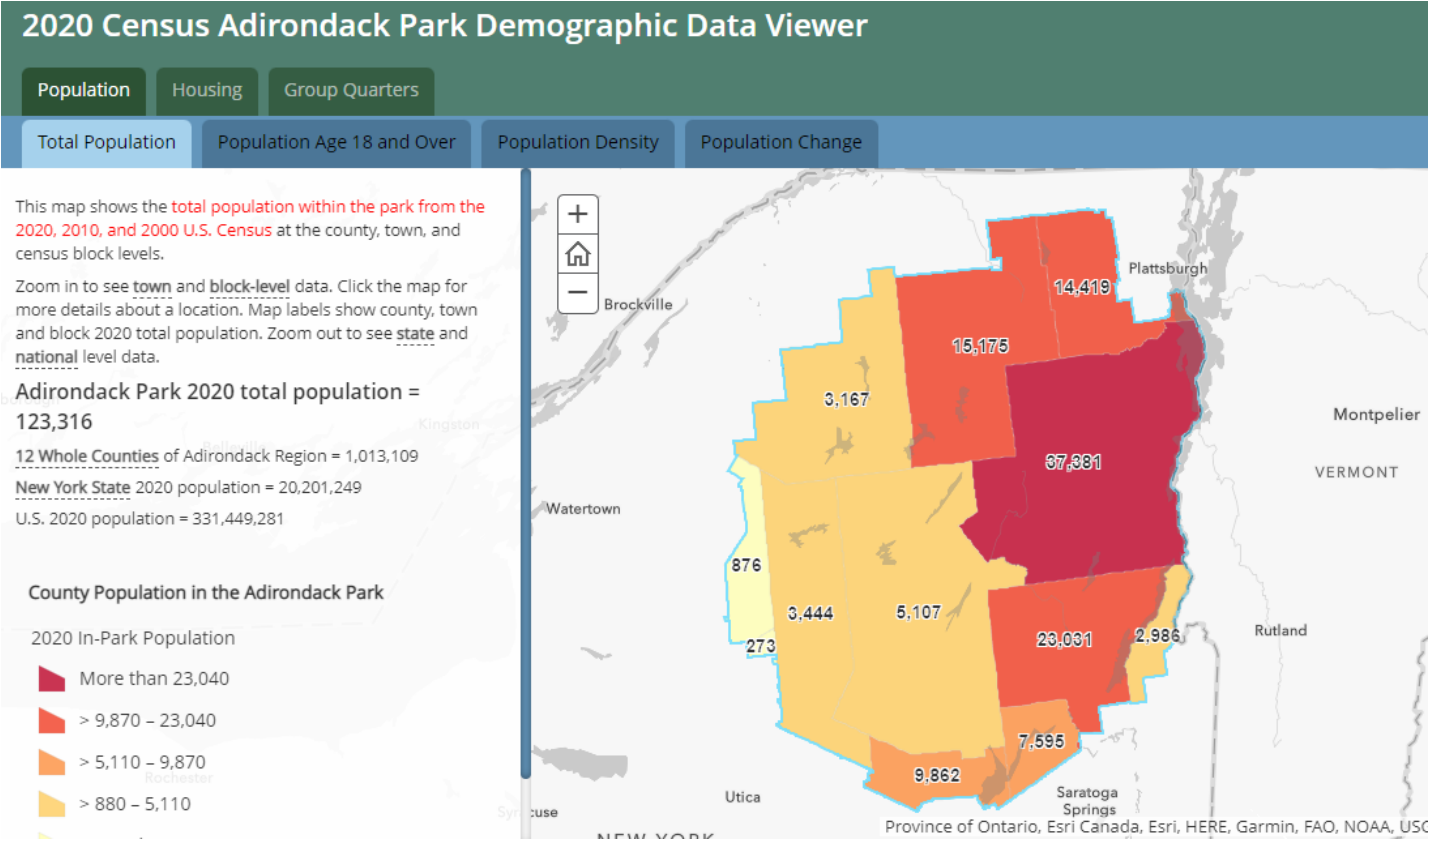 2020 Census Adirondack Park Demographic Data Viewer
Population
Housing
Group Quarters
Total Population
Population Age 18 and Over
Population Density
Population Change
This map shows the total population within the park from the
2020, 2010, and 2000 U.S. Census at the county, town, and
census block levels.
Zoom in to see town and block-level data. Click the map for
more details about a location. Map labels show county, town
and block 2020 total population. Zoom out to see state and
national level data.
Adirondack Park 2020 total population =
123,316
Kingston
Belleville
12 Whole Counties of Adirondack Region = 1,013,109
New York State 2020 population = 20,201,249
U.S. 2020 population = 331,449,281
County Population in the Adirondack Park
2020 In-Park Population
More than 23,040
> 9,870 – 23,040
> 5,110 – 9,870
Rochester
> 880 – 5,110
+
−
Plattsburgh
14,419
Brockville
15,175
3,167
Montpelier
37,381
VERMONT
Watertown
876
3,444
5,107
273
23,031
2,986
Rutland
7,595
9,862
Utica
Saratoga
Springs
cuse
NEW YORK
Province of Ontario, Esri Canada, Esri, HERE, Garmin, FAO, NOAA, USG